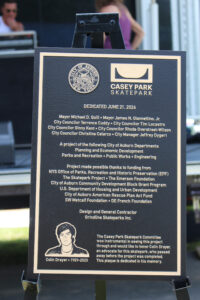 CASEY PARK
SKATEPARK
DEDICATED JUNE 21, 2024
Mayor Michael D. Quill • Mayor James N. Giannettino, Jr.
City Councilor Terrence Cuddy • City Councilor Tim Locastro
City Councilor Ginny Kent • City Councilor Rhoda Overstreet-Wilson
City Councilor Christina Calarco • City Manager Jeffrey Dygert
A project of the following City of Auburn Departments
Planning and Economic Development
Parks and Recreation • Public Works • Engineering
Project made possible thanks to funding from
NYS Office of Parks, Recreation and Historic Preservation (EPF)
The Skatepark Project • The Emerson Foundation
City of Auburn Community Development Block Grant Program
U.S. Department of Housing and Urban Development
City of Auburn American Rescue Plan Act Fund
SW Metcalf Foundation • DE French Foundation
Design and General Contractor
Grindline Skateparks Inc.
The Casey Park Skatepark Committee
was instrumental in seeing this project
through and would like to honor Colin Drayer,
an advocate for this skatepark, who passed
away before the project was completed.
This plaque is dedicated in his memory.
Colin Drayer •